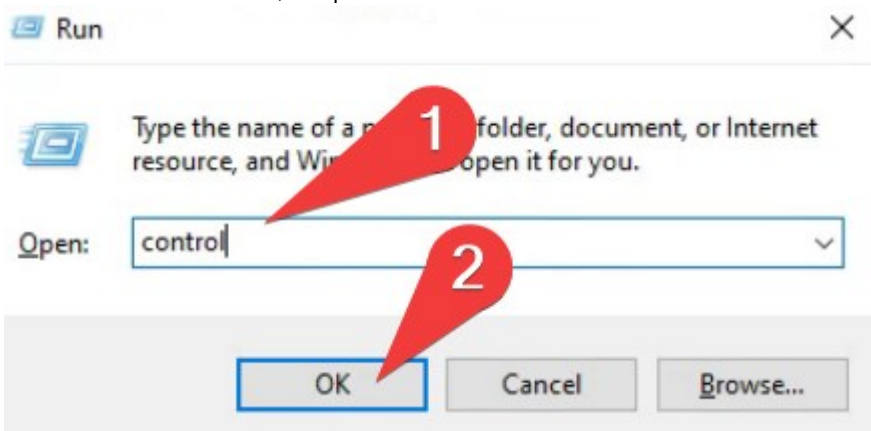 Run
Type the name of a folder, document, or Internet
resource, and open it for you.
Open: control
OK Cancel Browse...
1
2